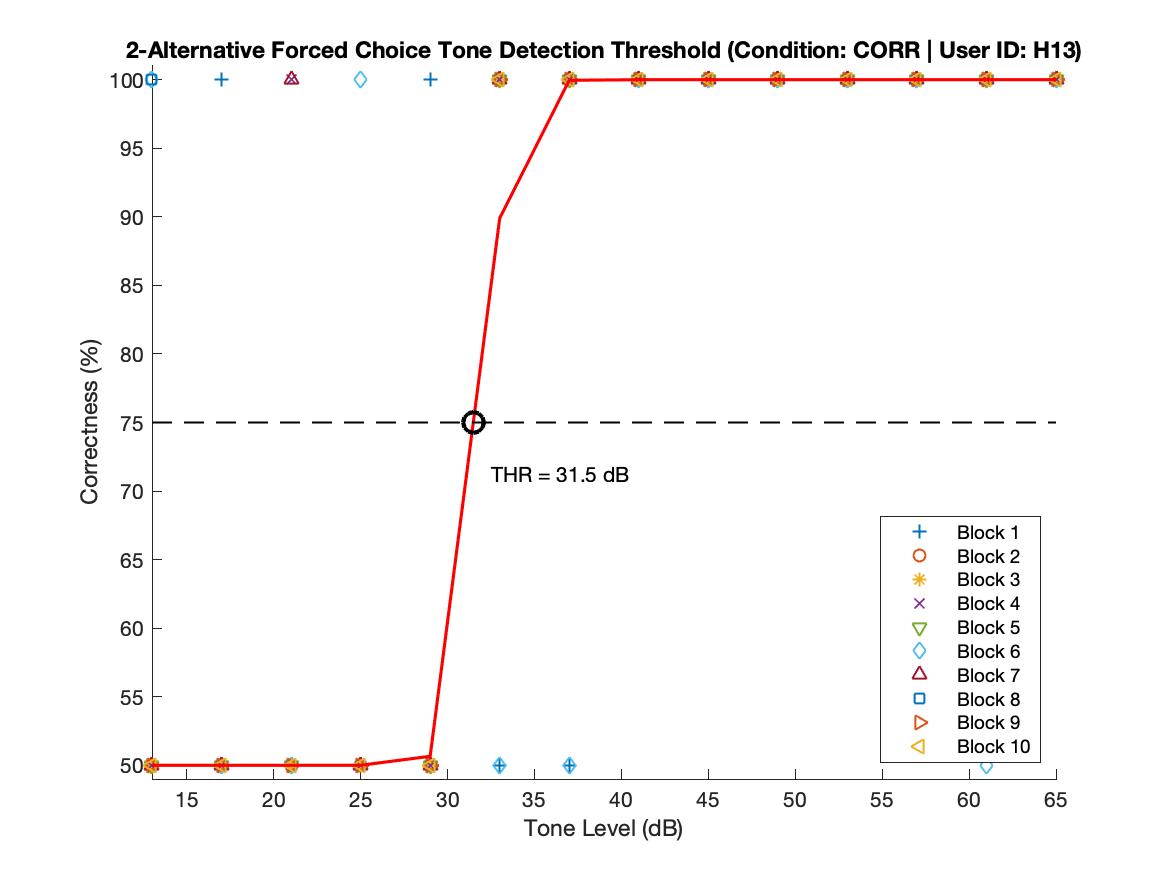 2-Alternative Forced Choice Tone Detection Threshold (Condition: CORR | User ID: H13)
100
95
90
85
80
75
70
65
60
55
50
Correctness (%)
THR = 31.5 dB
Block 1
Block 2
Block 3
Block 4
Block 5
Block 6
Block 7
Block 8
Block 9
Block 10
15 20 25 30 35 40 45 50 55 60 65
Tone Level (dB)